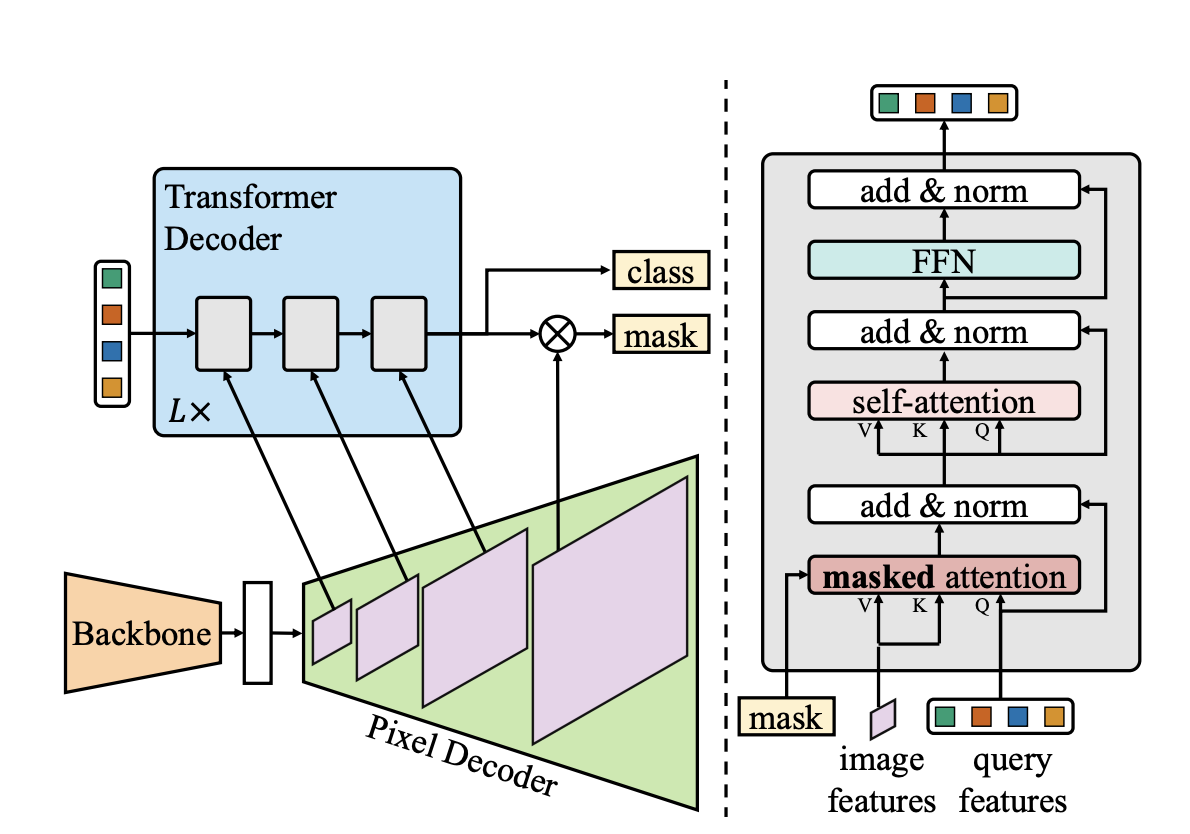 Transformer
Decoder
class
mask
L×
Backbone
Pixel Decoder
add & norm
FFN
add & norm
self-attention
V K Q
add & norm
masked attention
V K Q
mask
image
features
query
features